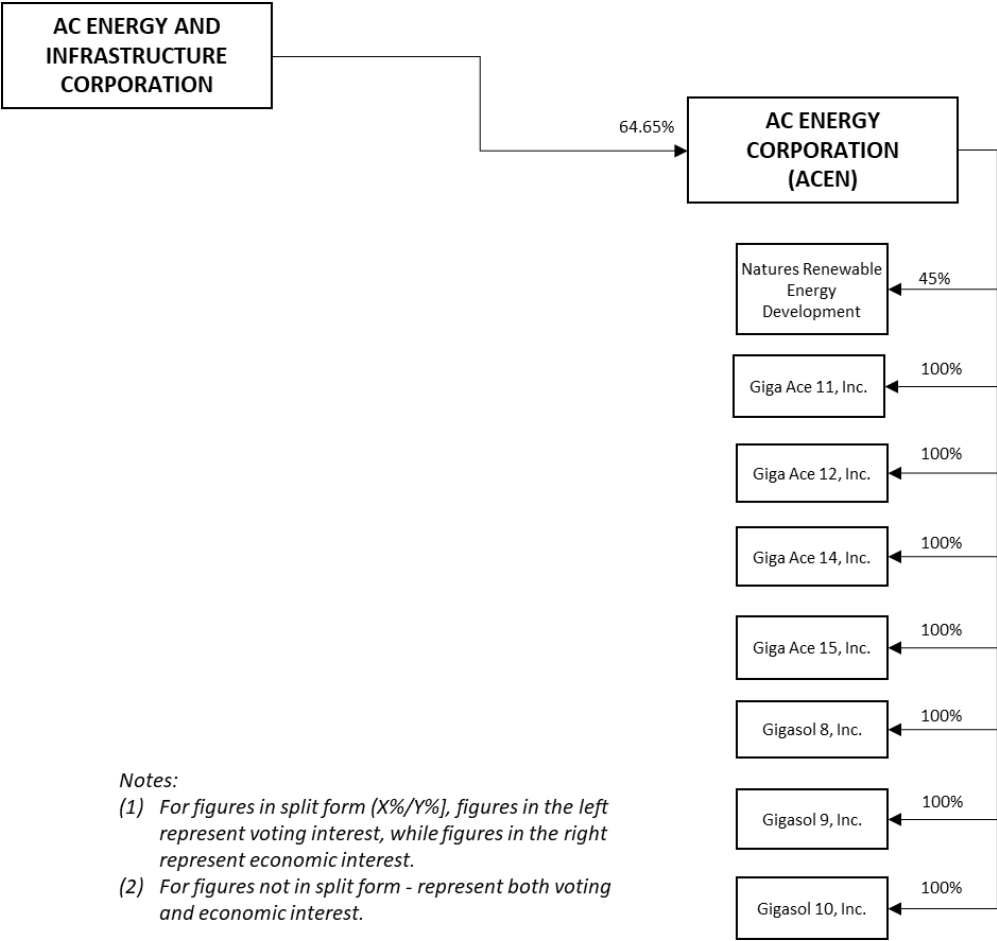 AC ENERGY AND
INFRASTRUCTURE
CORPORATION
64.65%
AC ENERGY
CORPORATION
(ACEN)
Natures Renewable
Energy
Development
45%
Giga Ace 11, Inc.
100%
Giga Ace 12, Inc.
100%
Giga Ace 14, Inc.
100%
Giga Ace 15, Inc.
100%
Gigasol 8, Inc.
100%
Gigasol 9, Inc.
100%
Gigasol 10, Inc.
100%
Notes:
(1) For figures in split form (X%/Y%], figures in the left
represent voting interest, while figures in the right
represent economic interest.
(2) For figures not in split form - represent both voting
and economic interest.